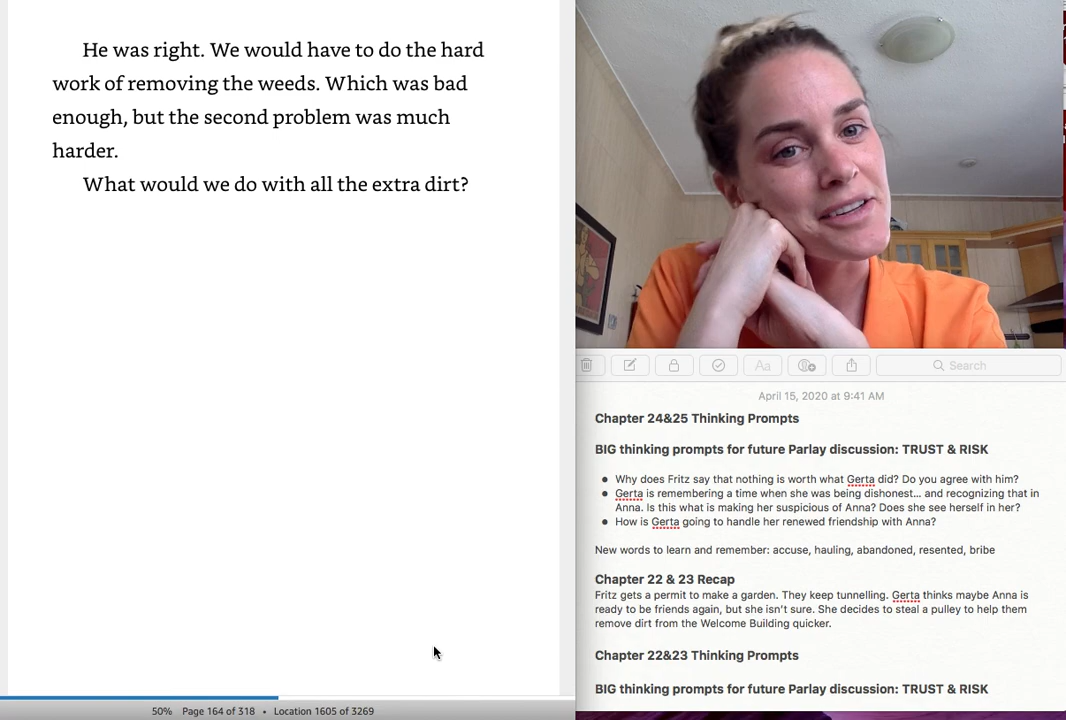 He was right. We would have to do the hard
work of removing the weeds. Which was bad
enough, but the second problem was much
harder.
What would we do with all the extra dirt?
50% Page 164 of 318 • Location 1605 of 3269
Aa
Search
April 15, 2020 at 9:41 AM
Chapter 24&25 Thinking Prompts
BIG thinking prompts for future Parlay discussion: TRUST & RISK
● Why does Fritz say that nothing is worth what Gerta did? Do you agree with him?
● Gerta is remembering a time when she was being dishonest... and recognizing that in
Anna. Is this what is making her suspicious of Anna? Does she see herself in her?
● How is Gerta going to handle her renewed friendship with Anna?
New words to learn and remember: accuse, hauling, abandoned, resented, bribe
Chapter 22 & 23 Recap
Fritz gets a permit to make a garden. They keep tunnelling. Gerta thinks maybe Anna is
ready to be friends again, but she isn't sure. She decides to steal a pulley to help them
remove dirt from the Welcome Building quicker.
Chapter 22&23 Thinking Prompts
BIG thinking prompts for future Parlay discussion: TRUST & RISK